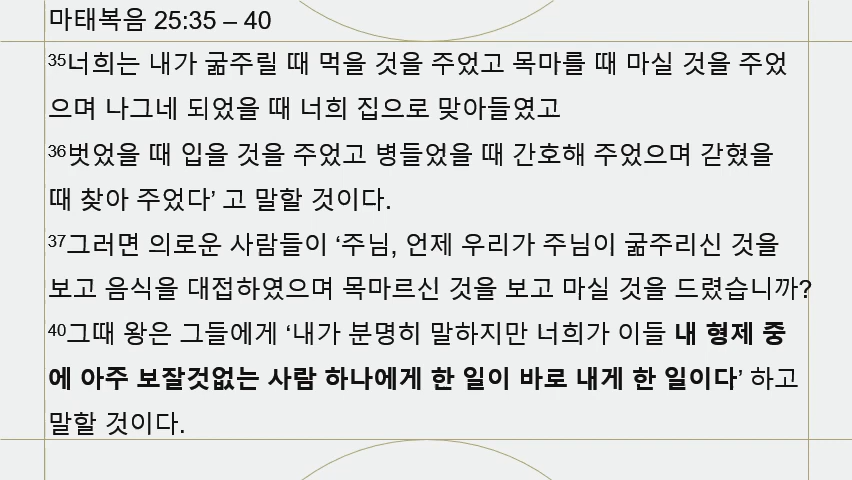 마태복음 25:35 – 40
35너희는 내가 굶주릴 때 먹을 것을 주었고 목마를 때 마실 것을 주었
으며 나그네 되었을 때 너희 집으로 맞아들였고
36벗었을 때 입을 것을 주었고 병들었을 때 간호해 주었으며 갇혔을
때 찾아 주었다’ 고 말할 것이다.
37그러면 의로운 사람들이 ‘주님, 언제 우리가 주님이 굶주리신 것을
보고 음식을 대접하였으며 목마르신 것을 보고 마실 것을 드렸습니까?
40그때 왕은 그들에게 ‘내가 분명히 말하지만 너희가 이들 내 형제 중
에 아주 보잘것없는 사람 하나에게 한 일이 바로 내게 한 일이다’ 하고
말할 것이다.